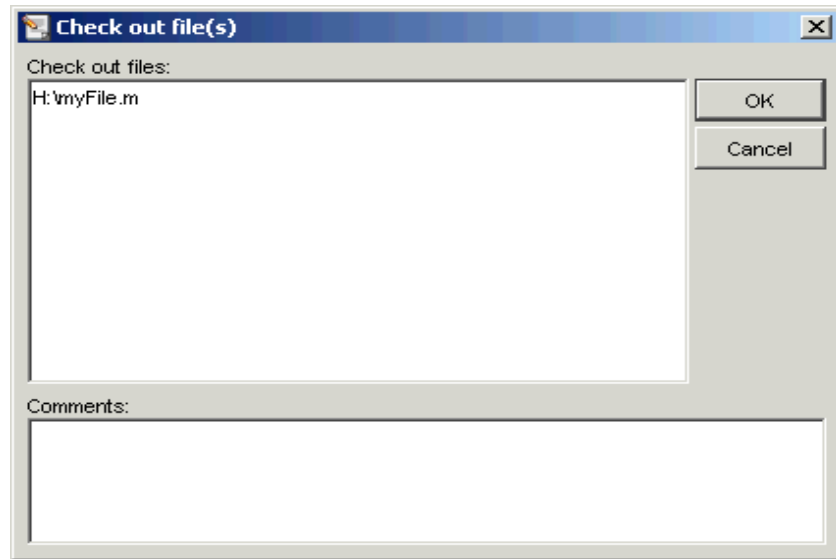 Check out file(s)
Check out files:
H:\myFile.m
OK
Cancel
Comments: